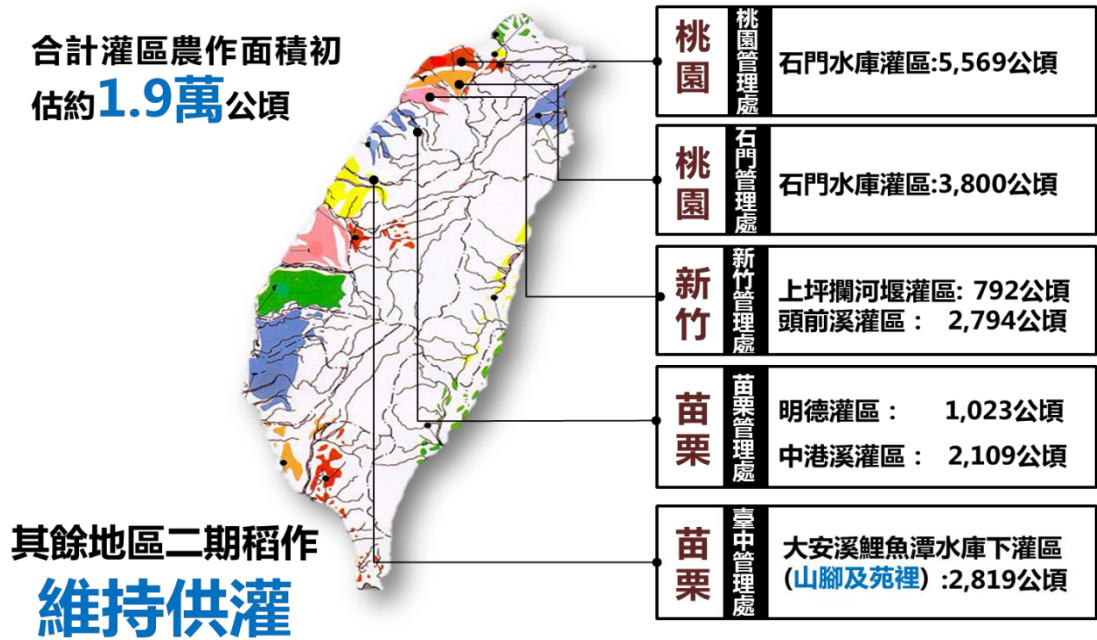 合計灌區農作面積初
估約1.9萬公頃
桃園
桃園管理處
石門水庫灌區:5,569公頃
桃園
石門管理處
石門水庫灌區:3,800公頃
新竹
新竹管理處
上坪攔河堰灌區: 792公頃
頭前溪灌區： 2,794公頃
苗栗
苗栗管理處
明德灌區： 1,023公頃
中港溪灌區： 2,109公頃
苗栗
臺中管理處
大安溪鯉魚潭水庫下灌區
(山腳及苑裡) :2,819公頃
其餘地區二期稻作
維持供灌